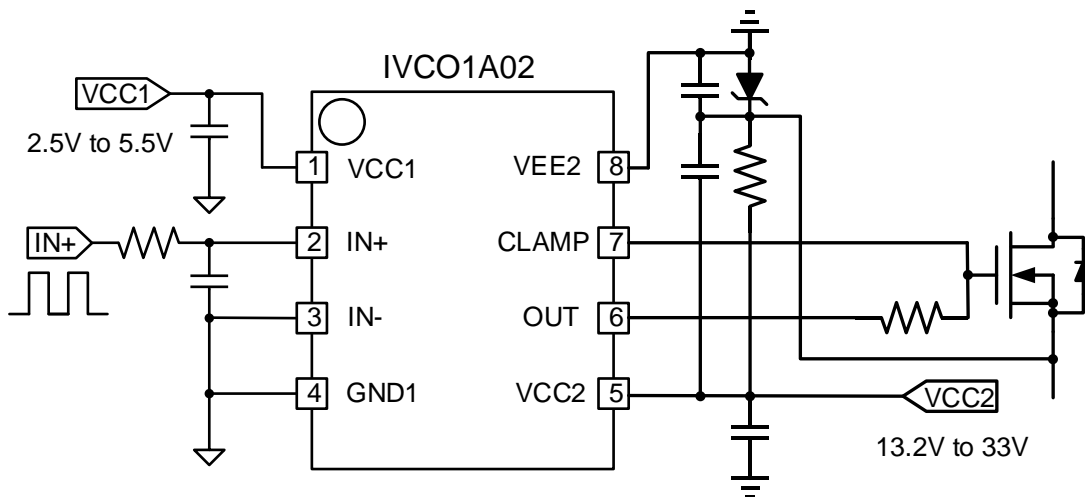 IVCO1A02
VCC1
2.5V to 5.5V
1 VCC1
VEE2 8
IN+
2 IN+
CLAMP 7
3 IN-
OUT 6
4 GND1
VCC2 5
VCC2
13.2V to 33V